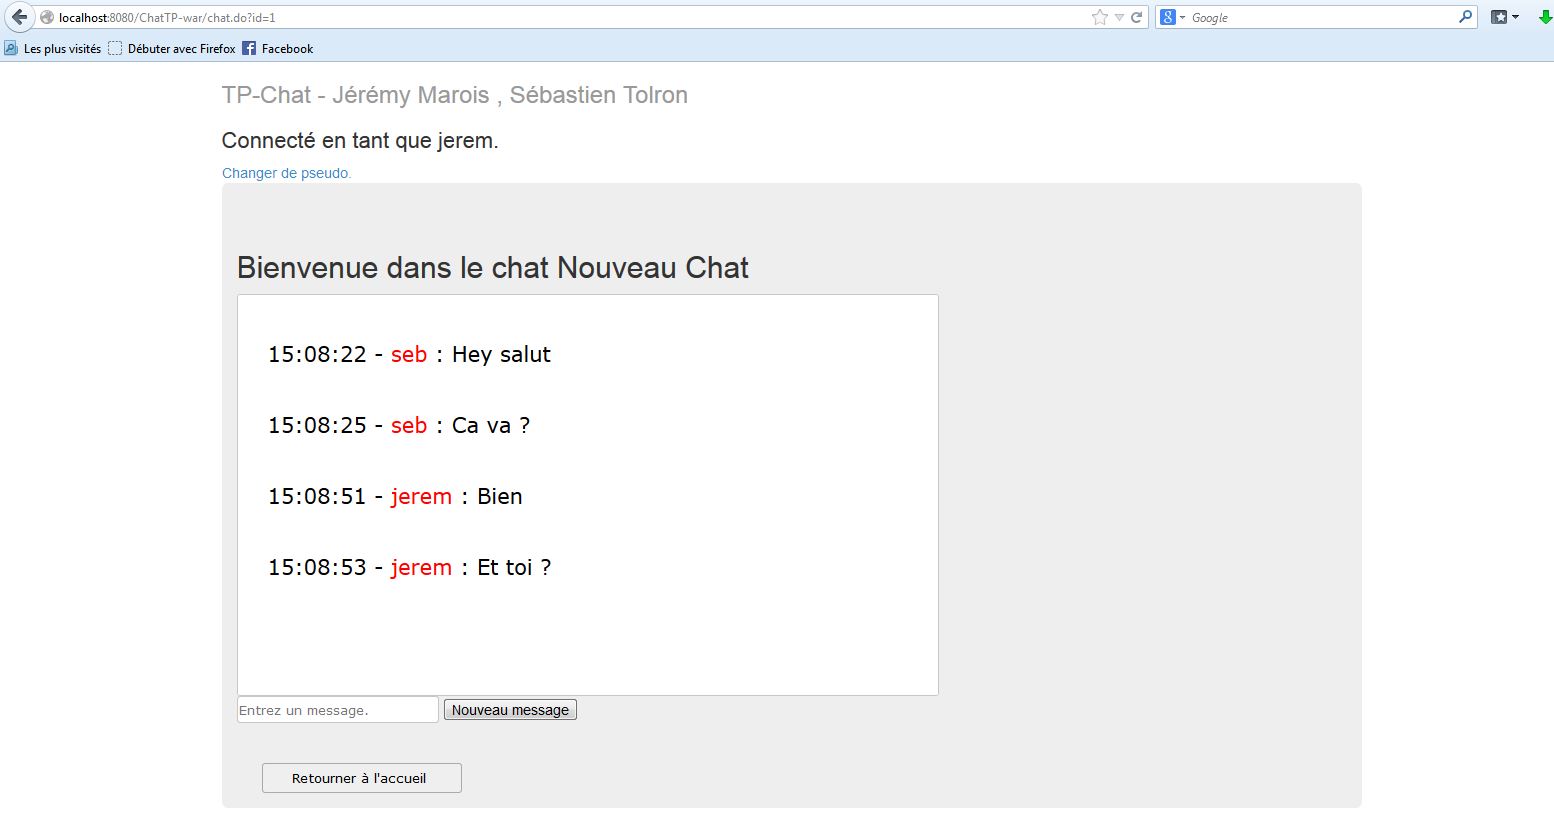 localhost:8080/ChatTP-war/chat.do?id=1
Google
Les plus visités Débuter avec Firefox Facebook
TP-Chat - Jérémy Marois , Sébastien Tolron
Connecté en tant que jerem.
Changer de pseudo.
Bienvenue dans le chat Nouveau Chat
15:08:22 - seb : Hey salut
15:08:25 - seb : Ca va ?
15:08:51 - jerem : Bien
15:08:53 - jerem : Et toi ?
Entrez un message. Nouveau message
Retourner à l'accueil